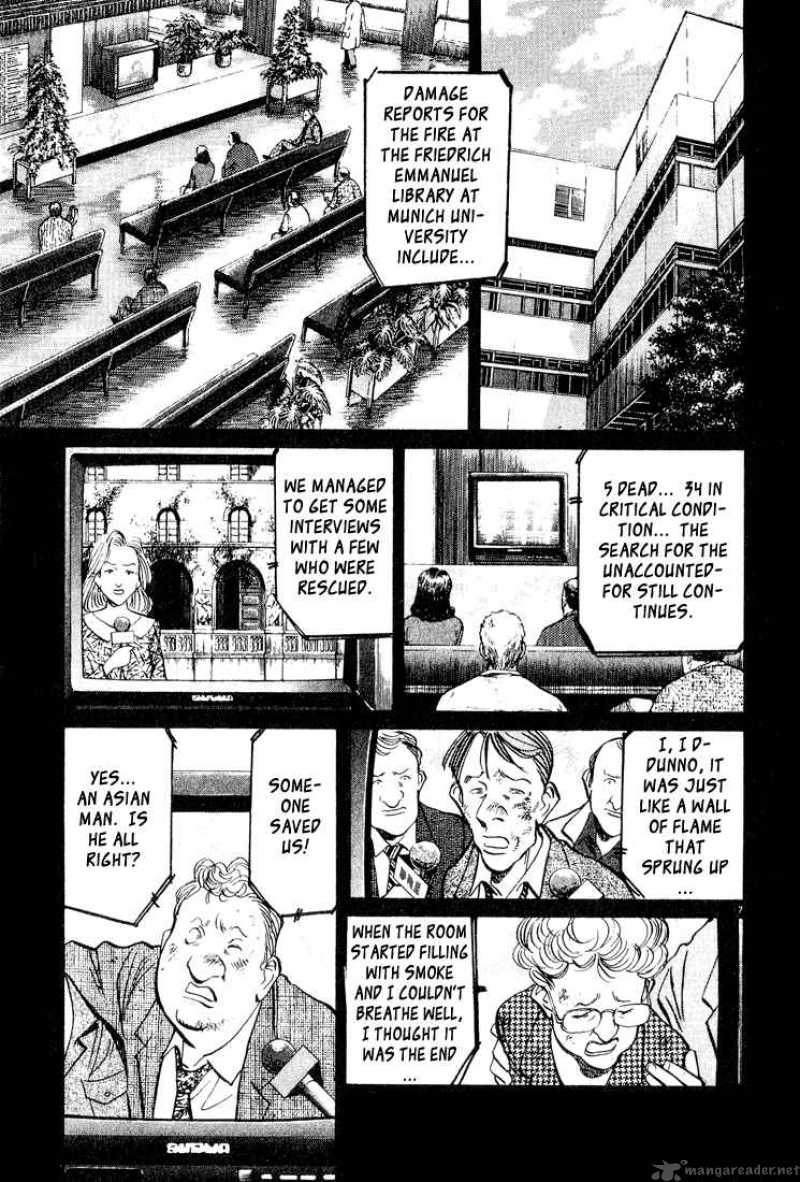 DAMAGE
REPORTS FOR
THE FIRE AT
THE FRIEDRICH
EMMANUEL
LIBRARY AT
MUNICH UNI-
VERSITY
INCLUDE...
5 DEAD... 34 IN
CRITICAL CONDI-
TION... THE
SEARCH FOR THE
UNACCOUNTED-
FOR STILL CON-
TINUES.
WE MANAGED
TO GET SOME
INTERVIEWS
WITH A FEW
WHO WERE
RESCUED.
I, I D-
DUNNO, IT
WAS JUST
LIKE A WALL
OF FLAME
THAT
SPRUNG UP
...
WHEN THE ROOM
STARTED FILLING
WITH SMOKE
AND I COULDN'T
BREATHE WELL,
I THOUGHT IT
WAS THE END
...
SOME-
ONE
SAVED
US!
YES...
AN ASIAN
MAN. IS
HE ALL
RIGHT?
mangareader.net